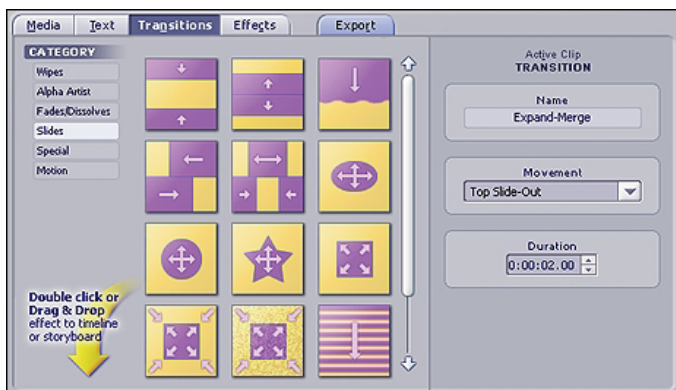 Media Text Transitions Effects Export
CATEGORY
Wipes
Alpha Artist
Fades/Dissolves
Slides
Special
Motion
Double click or
Drag & Drop
effect to timeline
or storyboard
Active Clip
TRANSITION
Name
Expand-Merge
Movement
Top Slide-Out
Duration
0:00:02.00